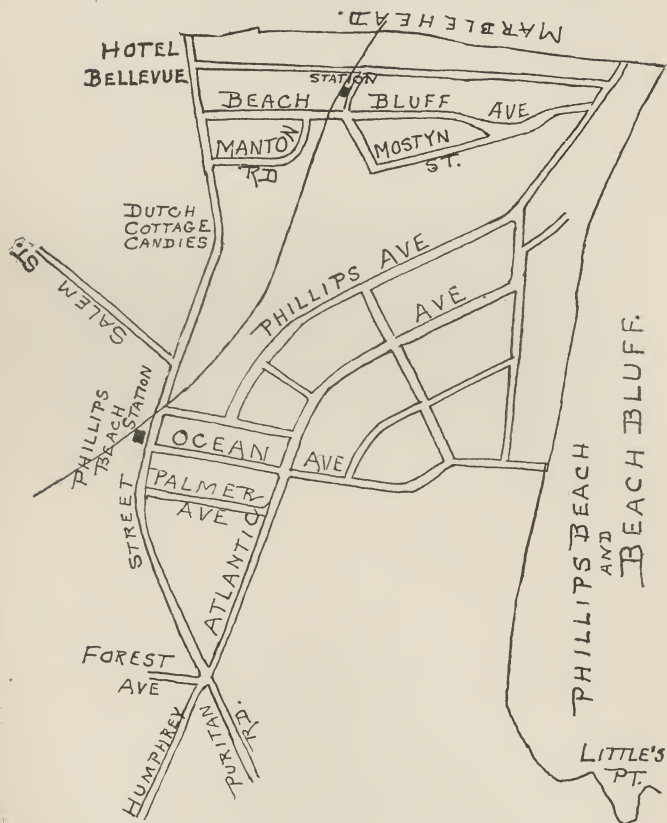 MARBLEHEAD.
HOTEL
BELLEVUE
STATION
BEACH BLUFF AVE
MANTON
RD
MOSTYN
ST.
DUTCH
COTTAGE
CANDIES
SALEM ST.
PHILLIPS AVE
AVE
PHILLIPS
BEACH
STATION
OCEAN AVE
PALMER
AVE
STREET
ATLANTIC
FOREST
AVE
HUMPHREY
PURITAN
RD.
PHILLIPS BEACH
AND
BEACH BLUFF.
LITTLE'S
PT.